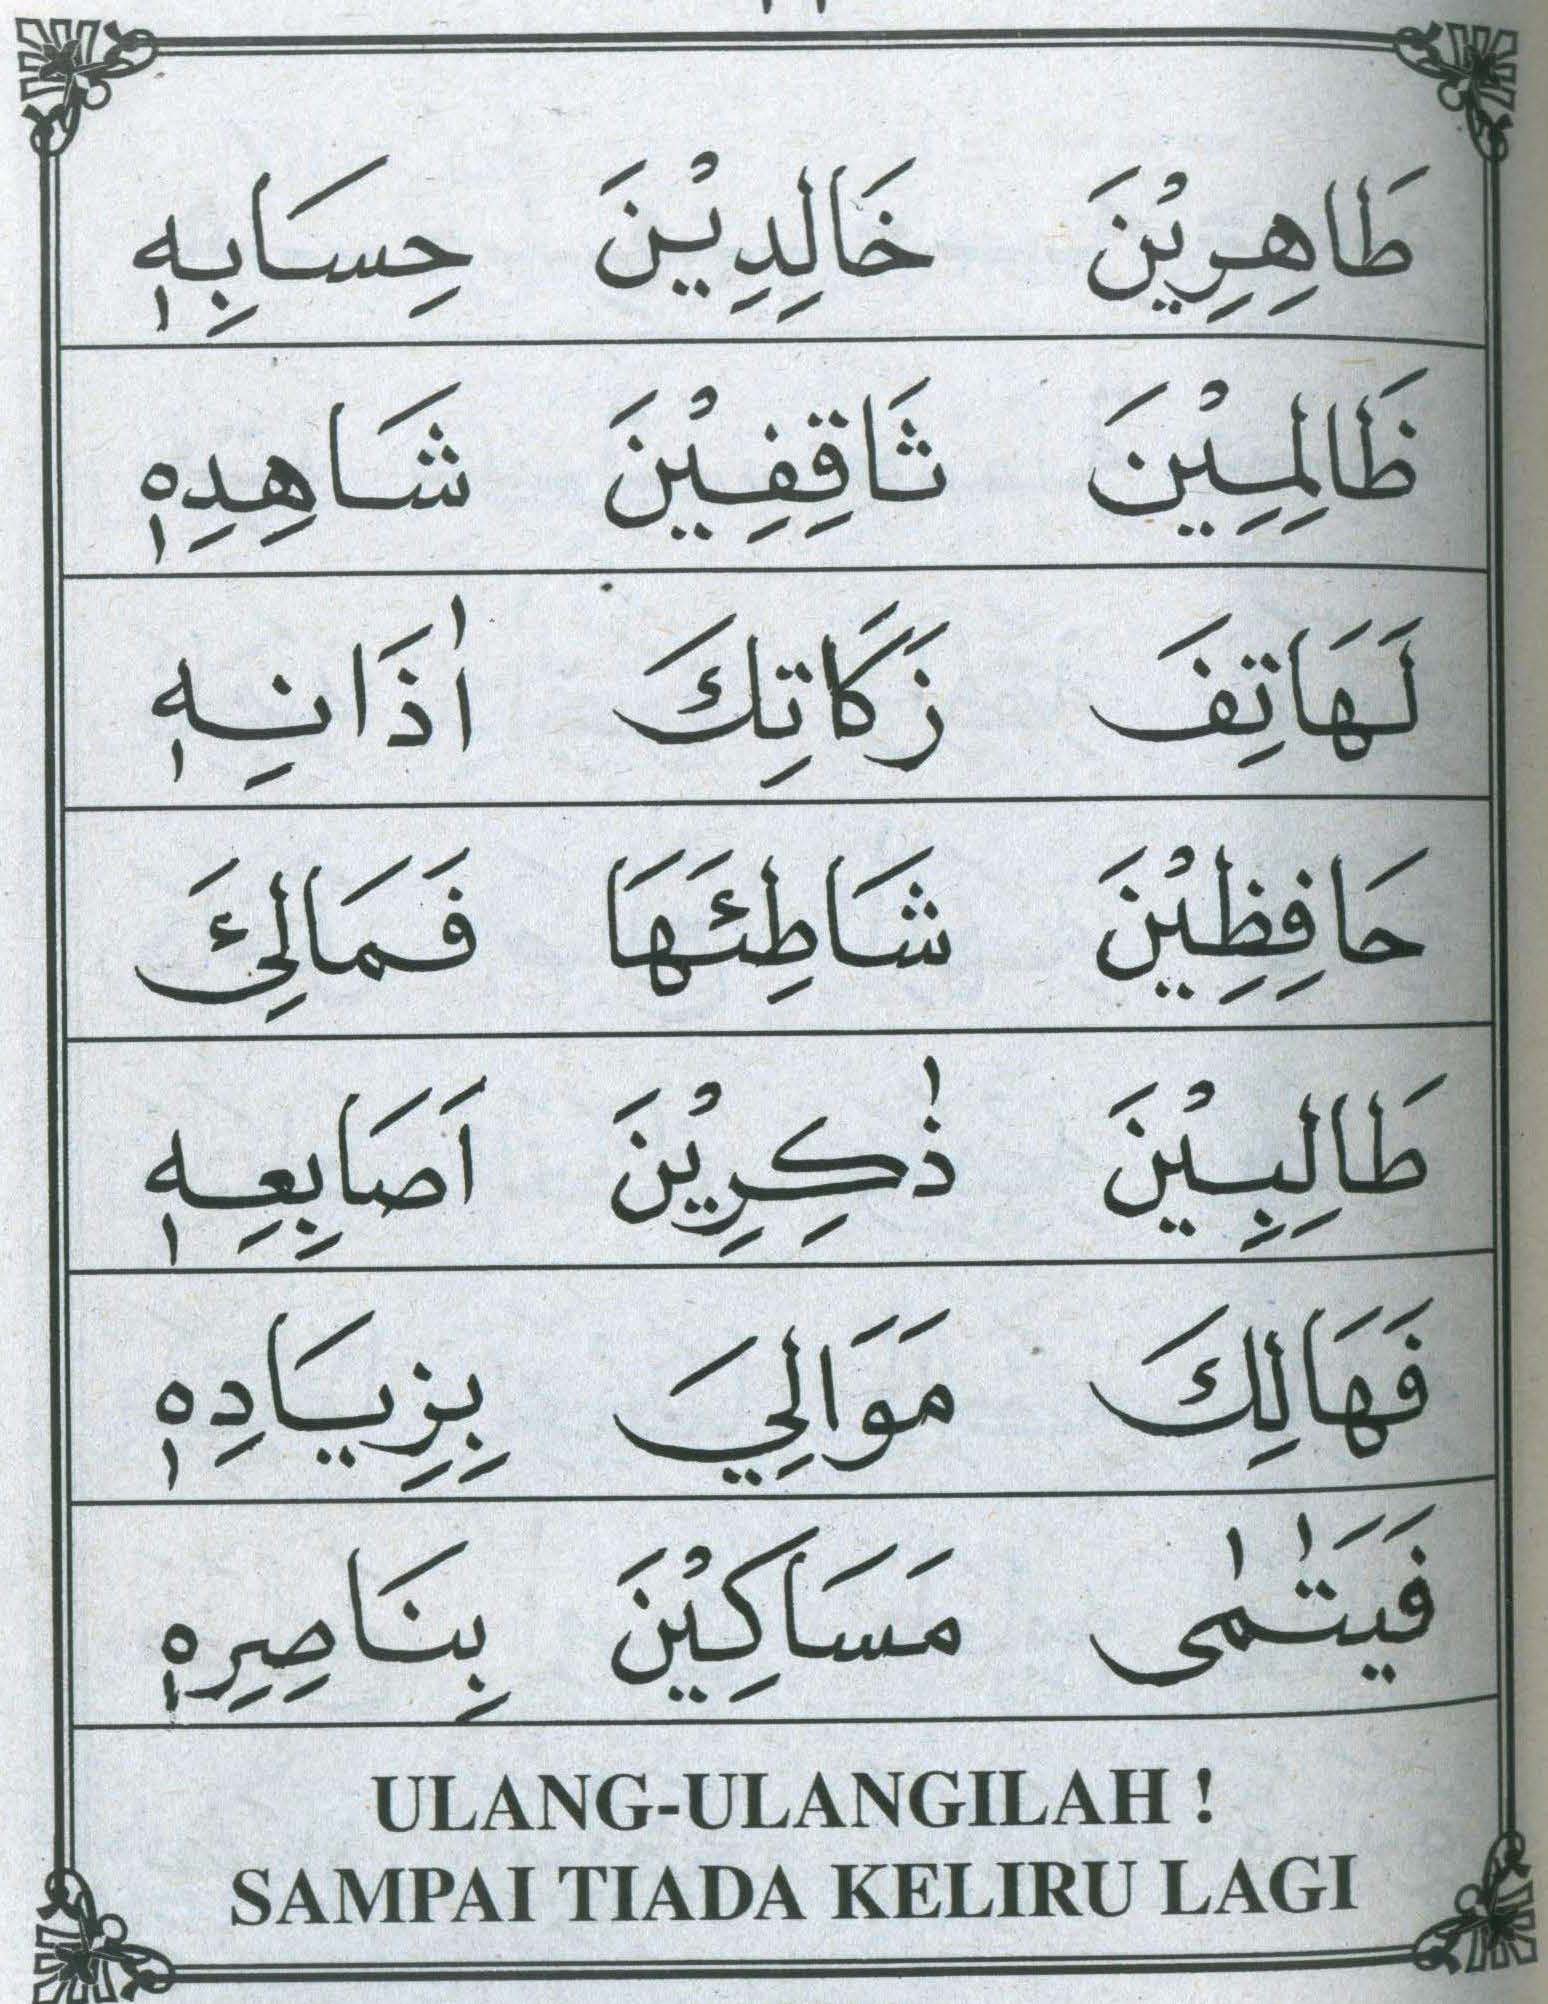 طَاهِرِيْنَ خَالِدِيْنَ حِسَابِهٖ
ظَالِمِيْنَ ثَاقِفِيْنَ شَاهِدِهٖ
لَهَاتِفَ زَكَاتِكَ اٰذَانِهٖ
حَافِظِيْنَ شَاطِئَهَا فَمَالِئَ
طَالِبِيْنَ ذٰكِرِيْنَ اَصَابِعِهٖ
فَهَالِكَ مَوَالِيَ بِزِيَادِهٖ
فَيَتٰمٰى مَسَاكِيْنَ بِنَاصِرِهٖ
ULANG-ULANGILAH !
SAMPAI TIADA KELIRU LAGI